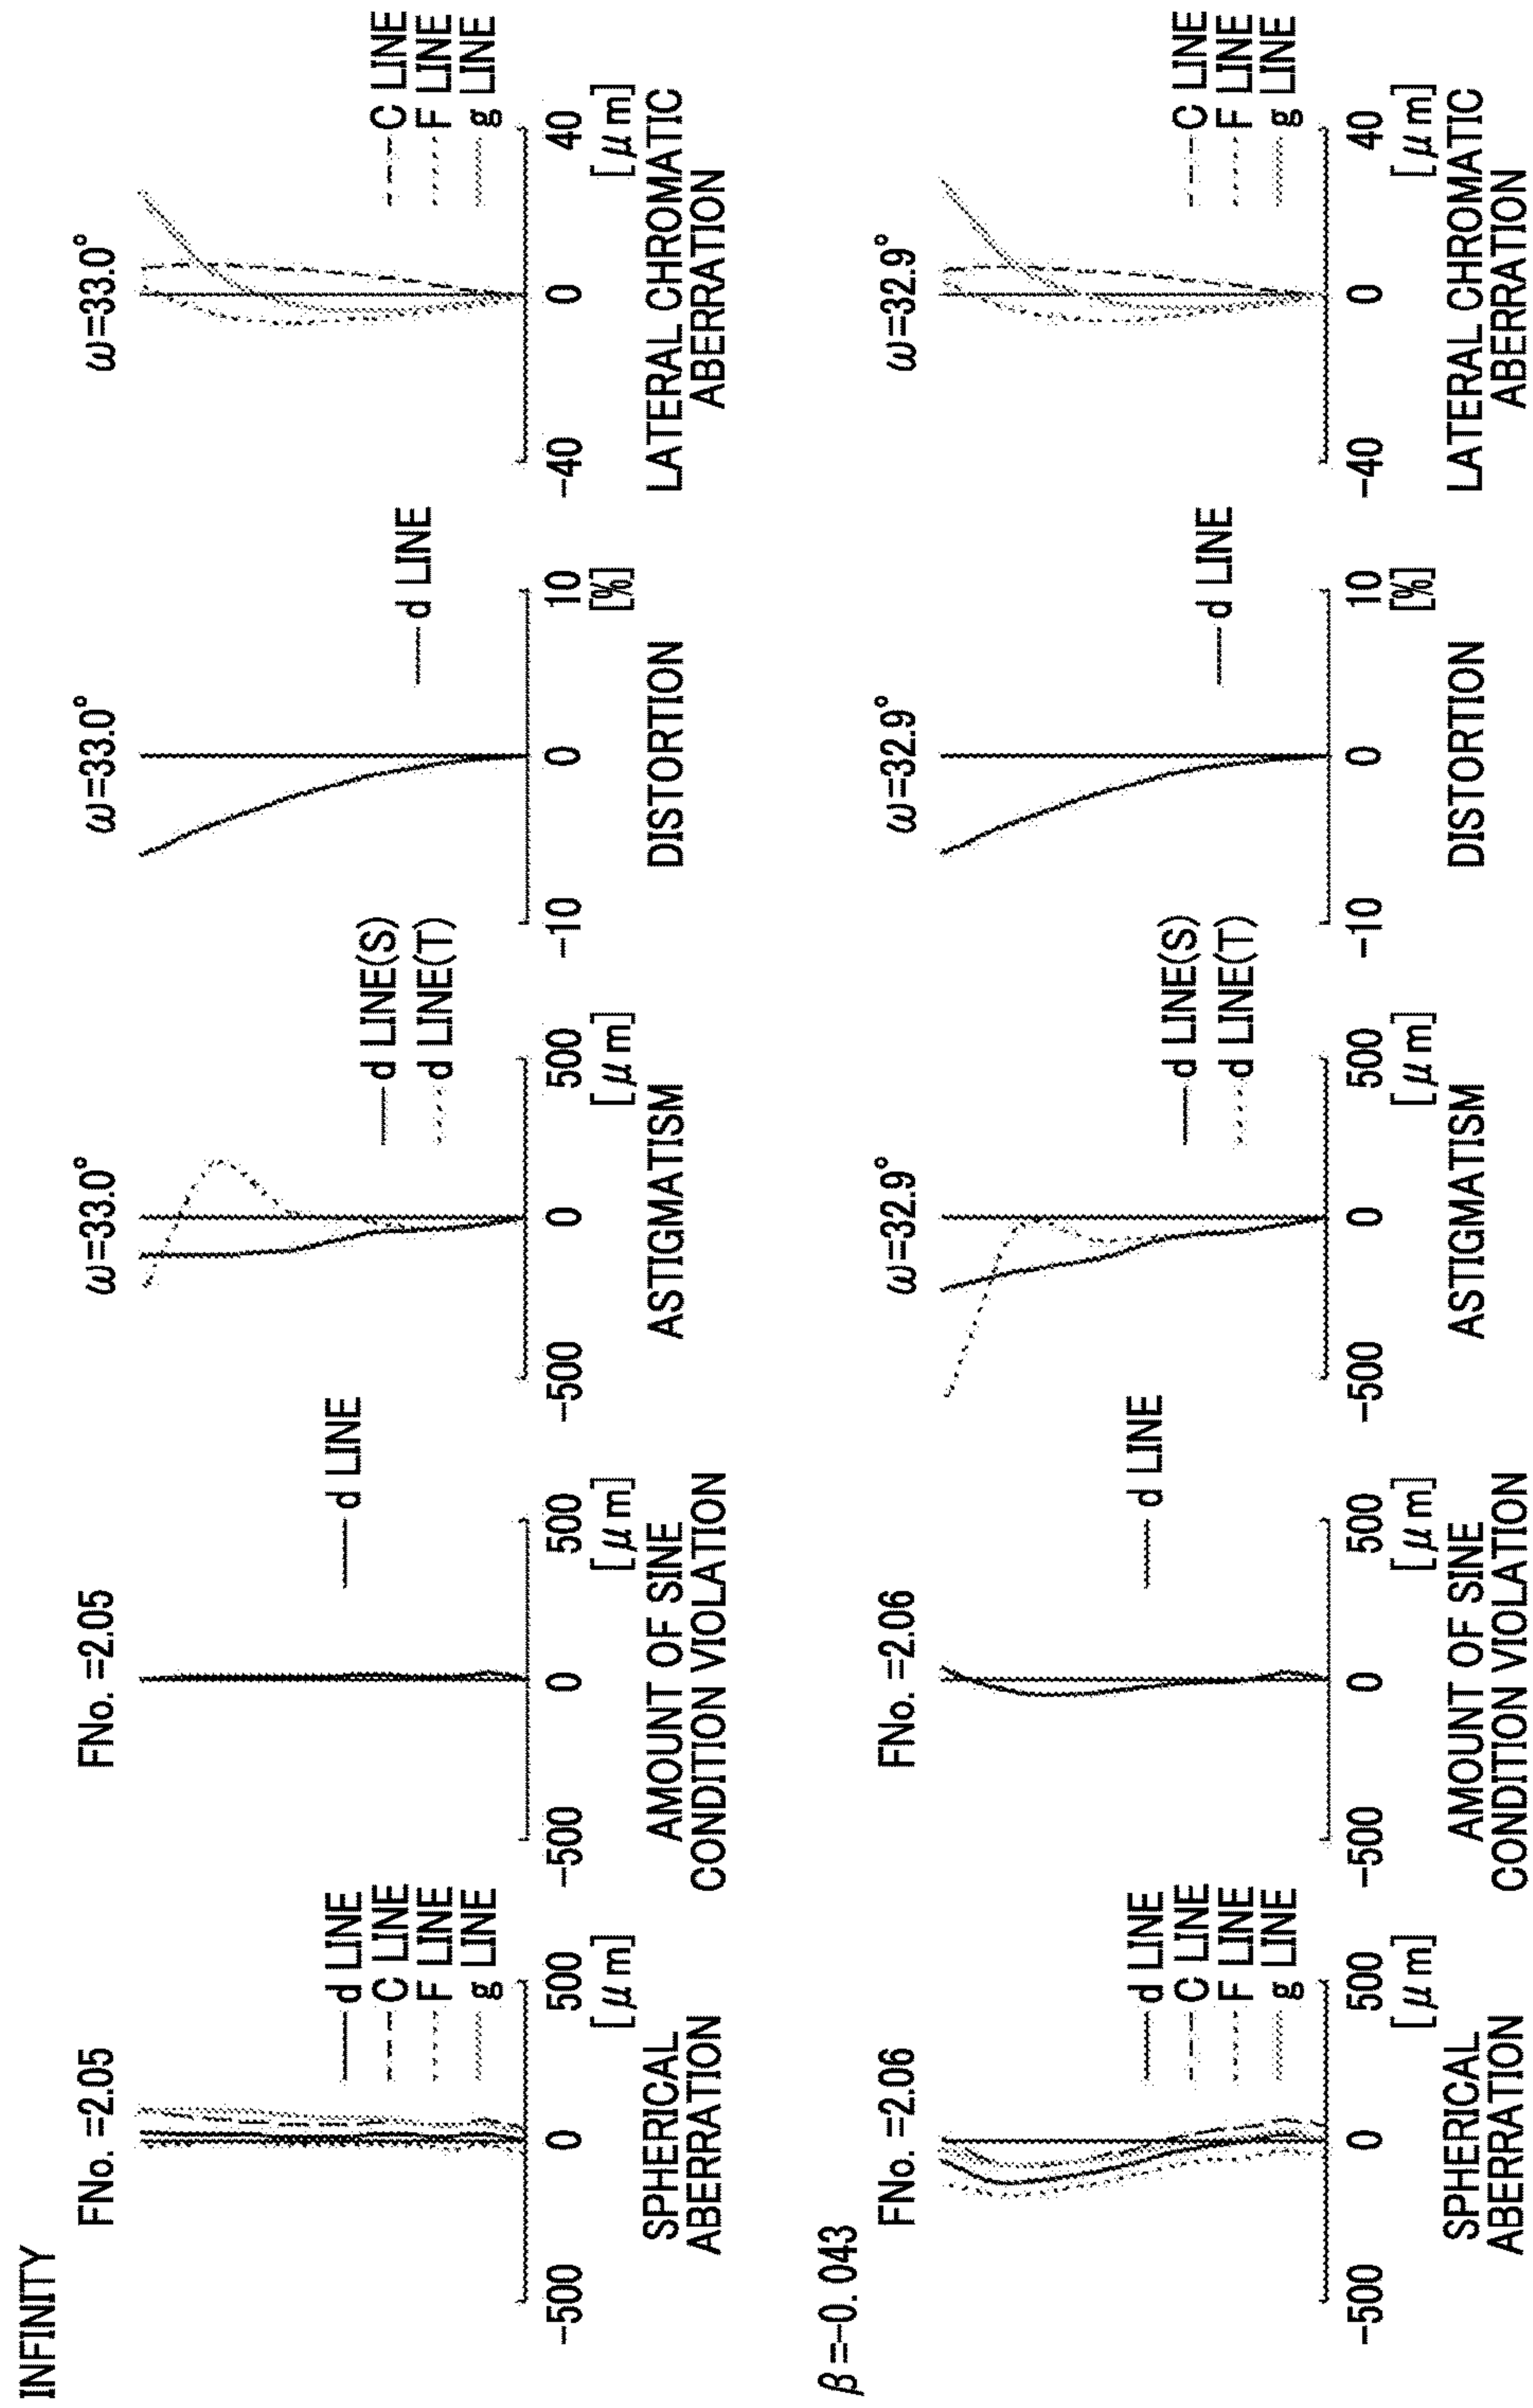 INFINITY
FNo. =2.05
d LINE
C LINE
F LINE
g LINE
-500
0
500
[μm]
SPHERICAL
ABERRATION
FNo. =2.05
d LINE
-500
0
500
[μm]
AMOUNT OF SINE
CONDITION VIOLATION
ω=33.0°
d LINE(S)
d LINE(T)
-500
0
500
[μm]
ASTIGMATISM
ω=33.0°
d LINE
-10
0
10
[%]
DISTORTION
ω=33.0°
C LINE
F LINE
g LINE
-40
0
40
[μm]
LATERAL CHROMATIC
ABERRATION
β=-0.043
FNo. =2.06
d LINE
C LINE
F LINE
g LINE
-500
0
500
[μm]
SPHERICAL
ABERRATION
FNo. =2.06
d LINE
-500
0
500
[μm]
AMOUNT OF SINE
CONDITION VIOLATION
ω=32.9°
d LINE(S)
d LINE(T)
-500
0
500
[μm]
ASTIGMATISM
ω=32.9°
d LINE
-10
0
10
[%]
DISTORTION
ω=32.9°
C LINE
F LINE
g LINE
-40
0
40
[μm]
LATERAL CHROMATIC
ABERRATION